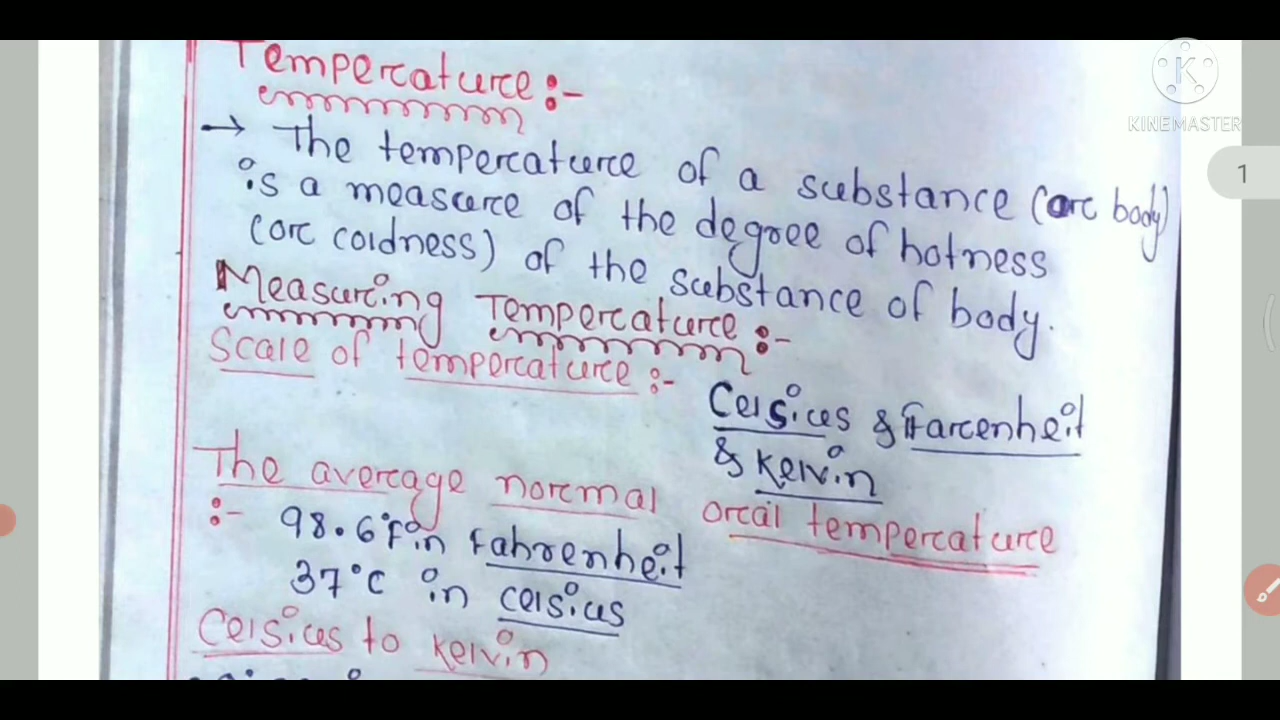 Temperature :-
→ The temperature of a substance (or body)
is a measure of the degree of hotness
(or coldness) of the substance of body.
Measuring Temperature :-
Scale of temperature :-
Celsius & Farenheit
& Kelvin
The average normal oral temperature
:- 98.6°F in Fahrenheit
37°C in celsius
Celsius to Kelvin
KINEMASTER
1